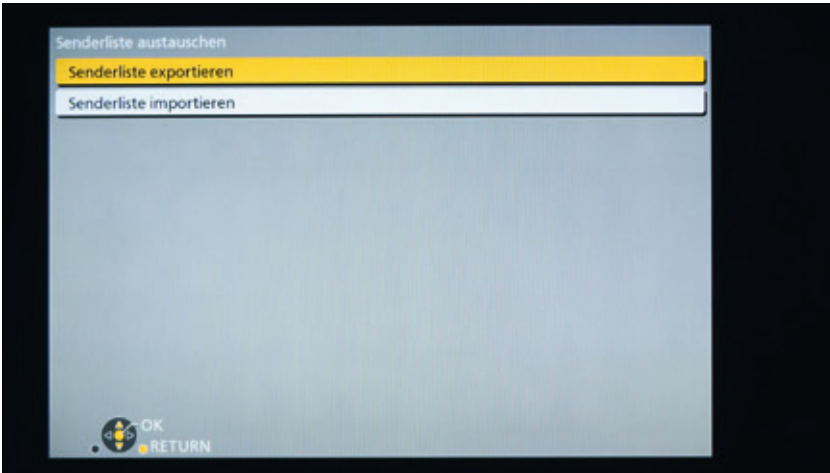 Senderliste austauschen
Senderliste exportieren
Senderliste importieren
OK
RETURN